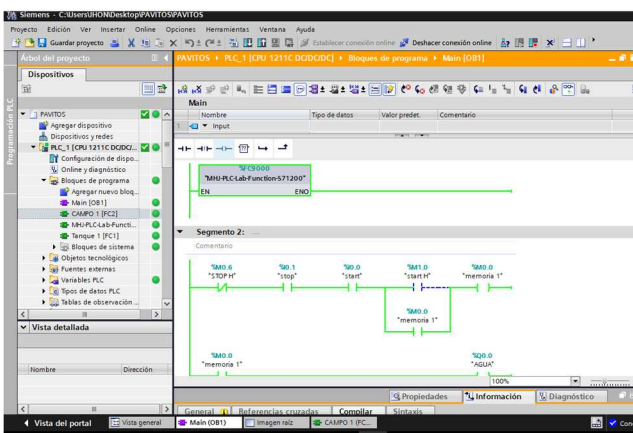 Siemens - C:\Users\JHON\Desktop\PAVITOS\PAVITOS
Proyecto Edición Ver Insertar Online Opciones Herramientas Ventana Ayuda
Guardar proyecto Establecer conexión online Deshacer conexión online
Árbol del proyecto
PAVITOS PLC_1 [CPU 1211C DC/DC/DC] Bloques de programa Main [OB1]
Dispositivos
Programación PLC
PAVITOS
Agregar dispositivo
Dispositivos y redes
PLC_1 [CPU 1211C DC/DC/...
Configuración de dispo...
Online y diagnóstico
Bloques de programa
Agregar nuevo bloq...
Main [OB1]
CAMPO 1 [FC2]
MHJ-PLC-Lab-Functi...
Tanque 1 [FC1]
Bloques de sistema
Objetos tecnológicos
Fuentes externas
Variables PLC
Tipos de datos PLC
Tablas de observación ...
Vista detallada
Nombre Dirección
Main
Nombre Tipo de datos Valor predet. Comentario
1 Input
%FC9000
"MHJ-PLC-Lab-Function-S71200"
EN ENO
Segmento 2: ...
Comentario
%M0.6 %I0.1 %I0.0 %M1.0 %M0.0
"STOP H" "stop" "start" "start H" "memoria 1"
%M0.0
"memoria 1"
%M0.0 %Q0.0
"memoria 1" "AGUA"
100%
Propiedades Información Diagnóstico
General Referencias cruzadas Compilar Sintaxis
Vista del portal Vista general Main (OB1) Imagen raíz CAMPO 1 (FC... Con